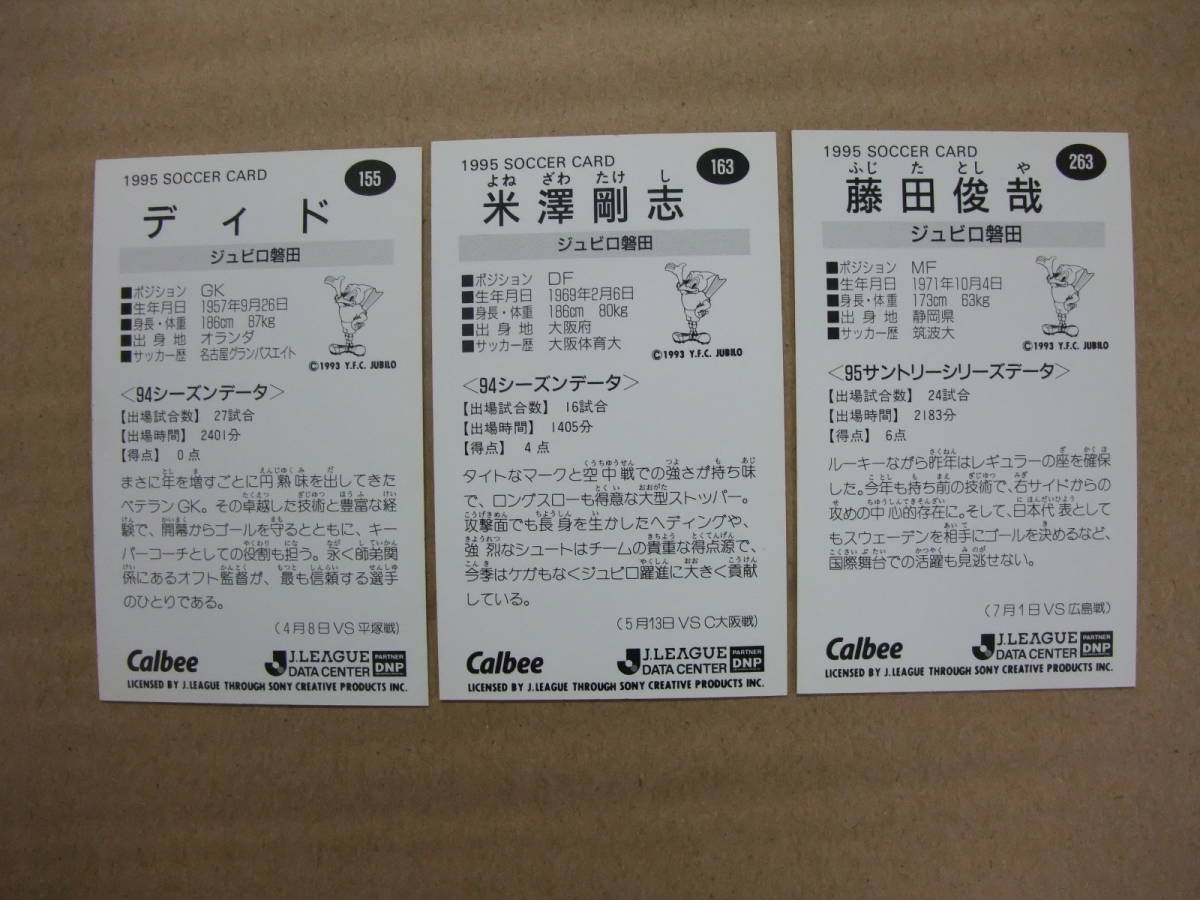 1995 SOCCER CARD
155
ディド
ジュビロ磐田
■ポジション GK
■生年月日 1957年9月26日
■身長・体重 186cm 87kg
■出身地 オランダ
■サッカー歴 名古屋グランパスエイト
©1993 Y.F.C. JUBILO
<94シーズンデータ>
【出場試合数】 27試合
【出場時間】 2401分
【得点】 0点
まさに年を増すごとに円熟味を出してきた
ベテランGK。その卓越した技術と豊富な経
験で、開幕からゴールを守るとともに、キー
パーコーチとしての役割も担う。永く師弟関
係にあるオフト監督が、最も信頼する選手
のひとりである。
(4月8日VS平塚戦)
Calbee
J.LEAGUE
DATA CENTER
PARTNER
DNP
LICENSED BY J.LEAGUE THROUGH SONY CREATIVE PRODUCTS INC.
1995 SOCCER CARD
163
よねざわたけし
米澤剛志
ジュビロ磐田
■ポジション DF
■生年月日 1969年2月6日
■身長・体重 186cm 80kg
■出身地 大阪府
■サッカー歴 大阪体育大
©1993 Y.F.C. JUBILO
<94シーズンデータ>
【出場試合数】 16試合
【出場時間】 1405分
【得点】 4点
タイトなマークと空中戦での強さが持ち味
で、ロングスローも得意な大型ストッパー。
攻撃面でも長身を生かしたヘディングや、
強烈なシュートはチームの貴重な得点源で、
今季はケガもなくジュビロ躍進に大きく貢献
している。
(5月13日VS C大阪戦)
Calbee
J.LEAGUE
DATA CENTER
PARTNER
DNP
LICENSED BY J.LEAGUE THROUGH SONY CREATIVE PRODUCTS INC.
1995 SOCCER CARD
263
ふじたとしや
藤田俊哉
ジュビロ磐田
■ポジション MF
■生年月日 1971年10月4日
■身長・体重 173cm 63kg
■出身地 静岡県
■サッカー歴 筑波大
©1993 Y.F.C. JUBILO
<95サントリーシリーズデータ>
【出場試合数】 24試合
【出場時間】 2183分
【得点】 6点
ルーキーながら昨年はレギュラーの座を確保
した。今年も持ち前の技術で、右サイドからの
攻めの中心的存在に。そして、日本代表として
もスウェーデンを相手にゴールを決めるなど、
国際舞台での活躍も見逃せない。
(7月1日VS広島戦)
Calbee
J.LEAGUE
DATA CENTER
PARTNER
DNP
LICENSED BY J.LEAGUE THROUGH SONY CREATIVE PRODUCTS INC.